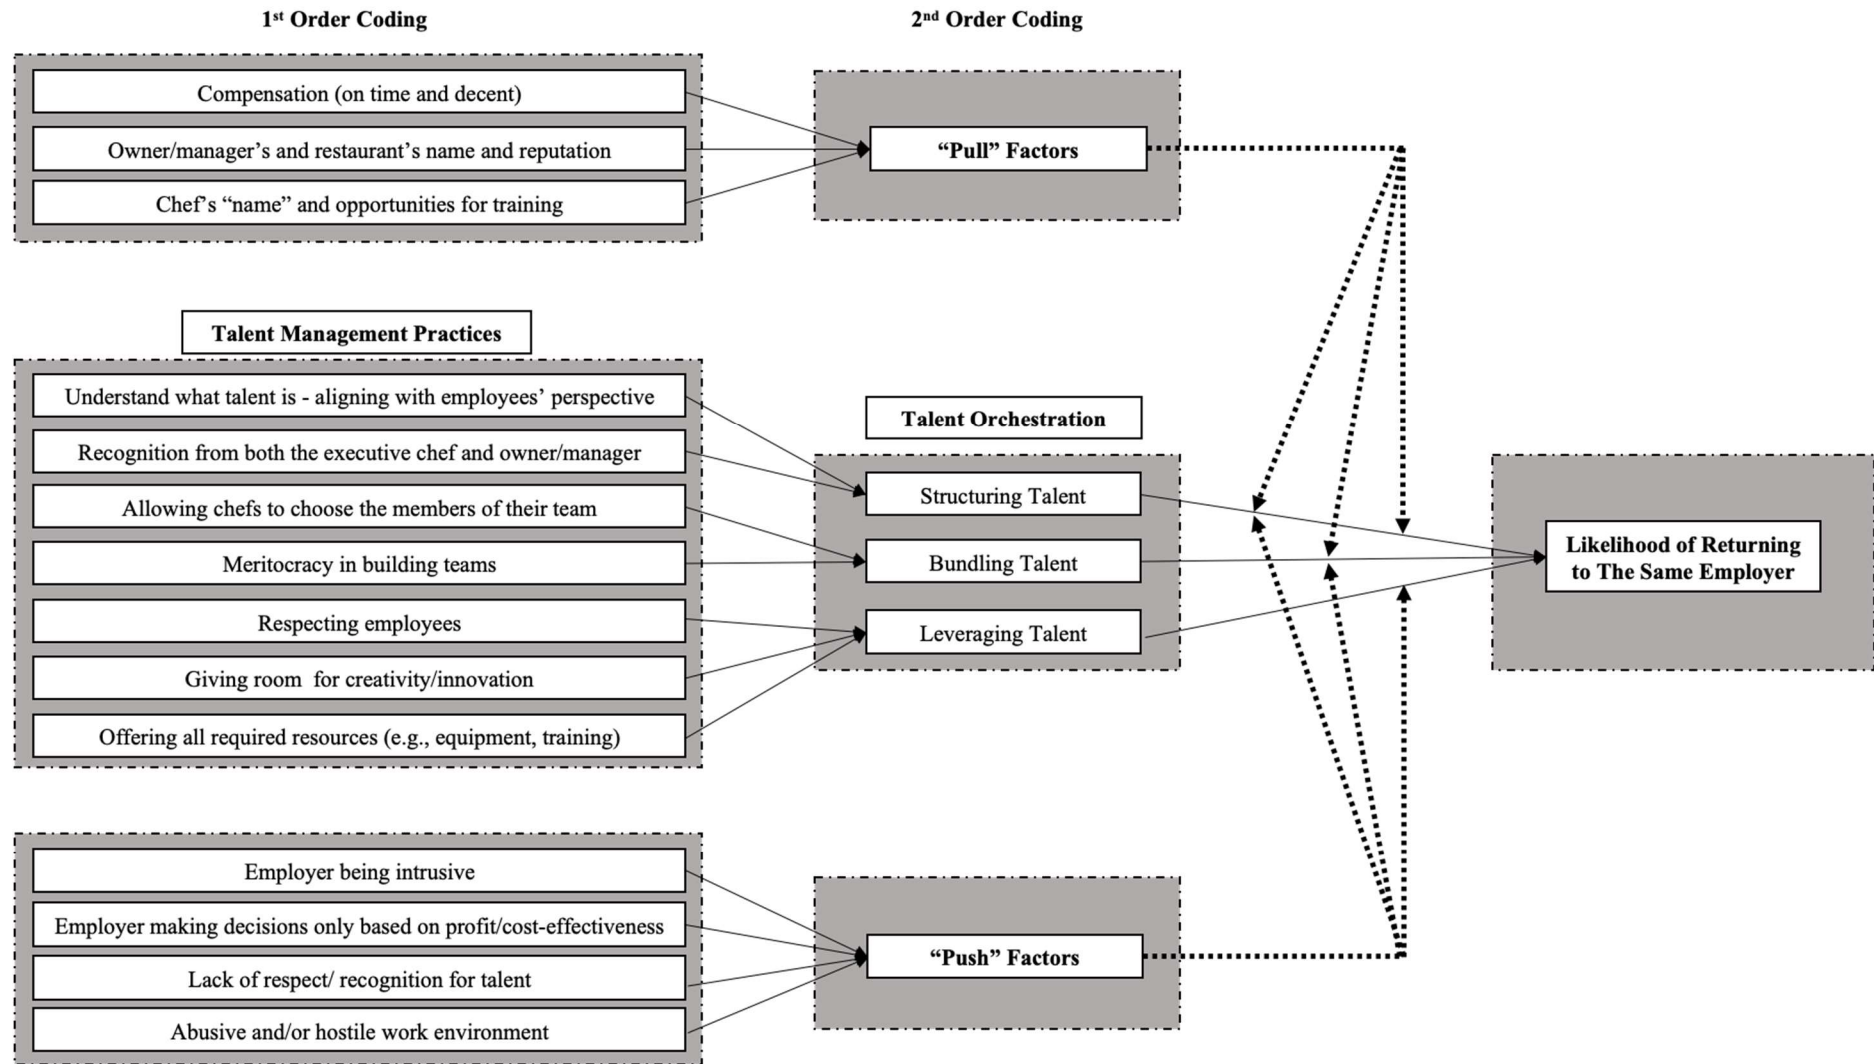 1st Order Coding
2nd Order Coding
Compensation (on time and decent)
Owner/manager’s and restaurant’s name and reputation
Chef’s “name” and opportunities for training
“Pull” Factors
Talent Management Practices
Understand what talent is - aligning with employees’ perspective
Recognition from both the executive chef and owner/manager
Allowing chefs to choose the members of their team
Meritocracy in building teams
Respecting employees
Giving room for creativity/innovation
Offering all required resources (e.g., equipment, training)
Talent Orchestration
Structuring Talent
Bundling Talent
Leveraging Talent
Likelihood of Returning
to The Same Employer
Employer being intrusive
Employer making decisions only based on profit/cost-effectiveness
Lack of respect/ recognition for talent
Abusive and/or hostile work environment
“Push” Factors